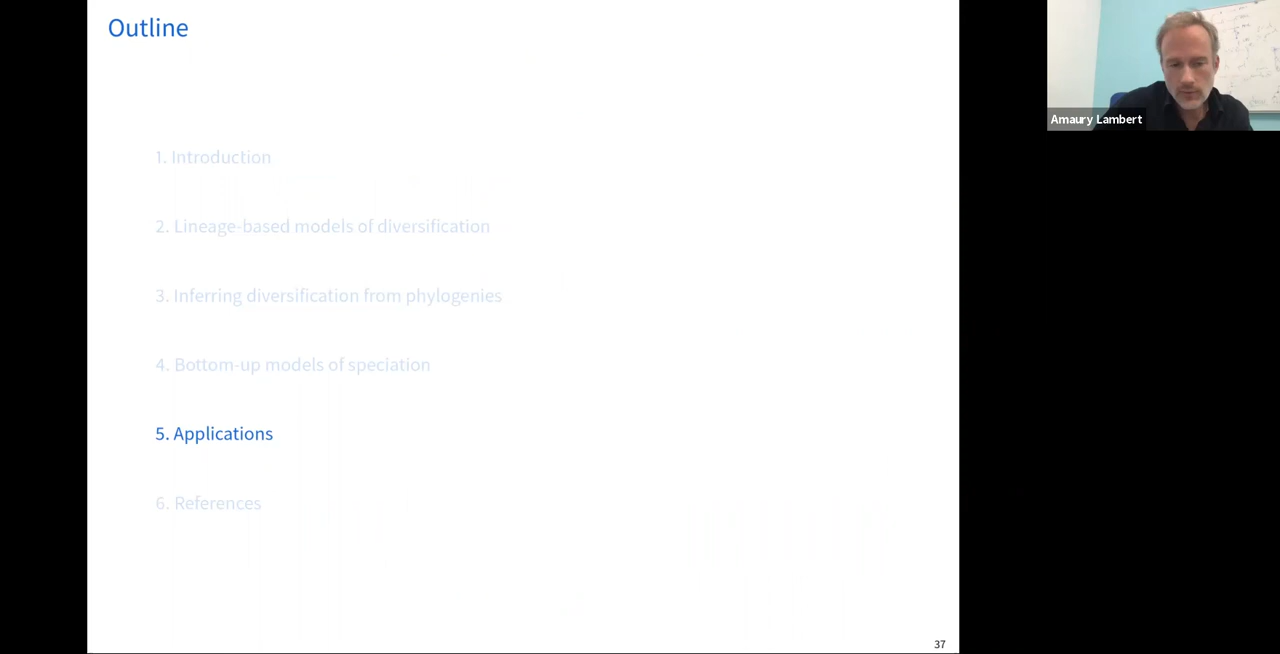 Outline
1. Introduction
2. Lineage-based models of diversification
3. Inferring diversification from phylogenies
4. Bottom-up models of speciation
5. Applications
6. References
37
Amaury Lambert